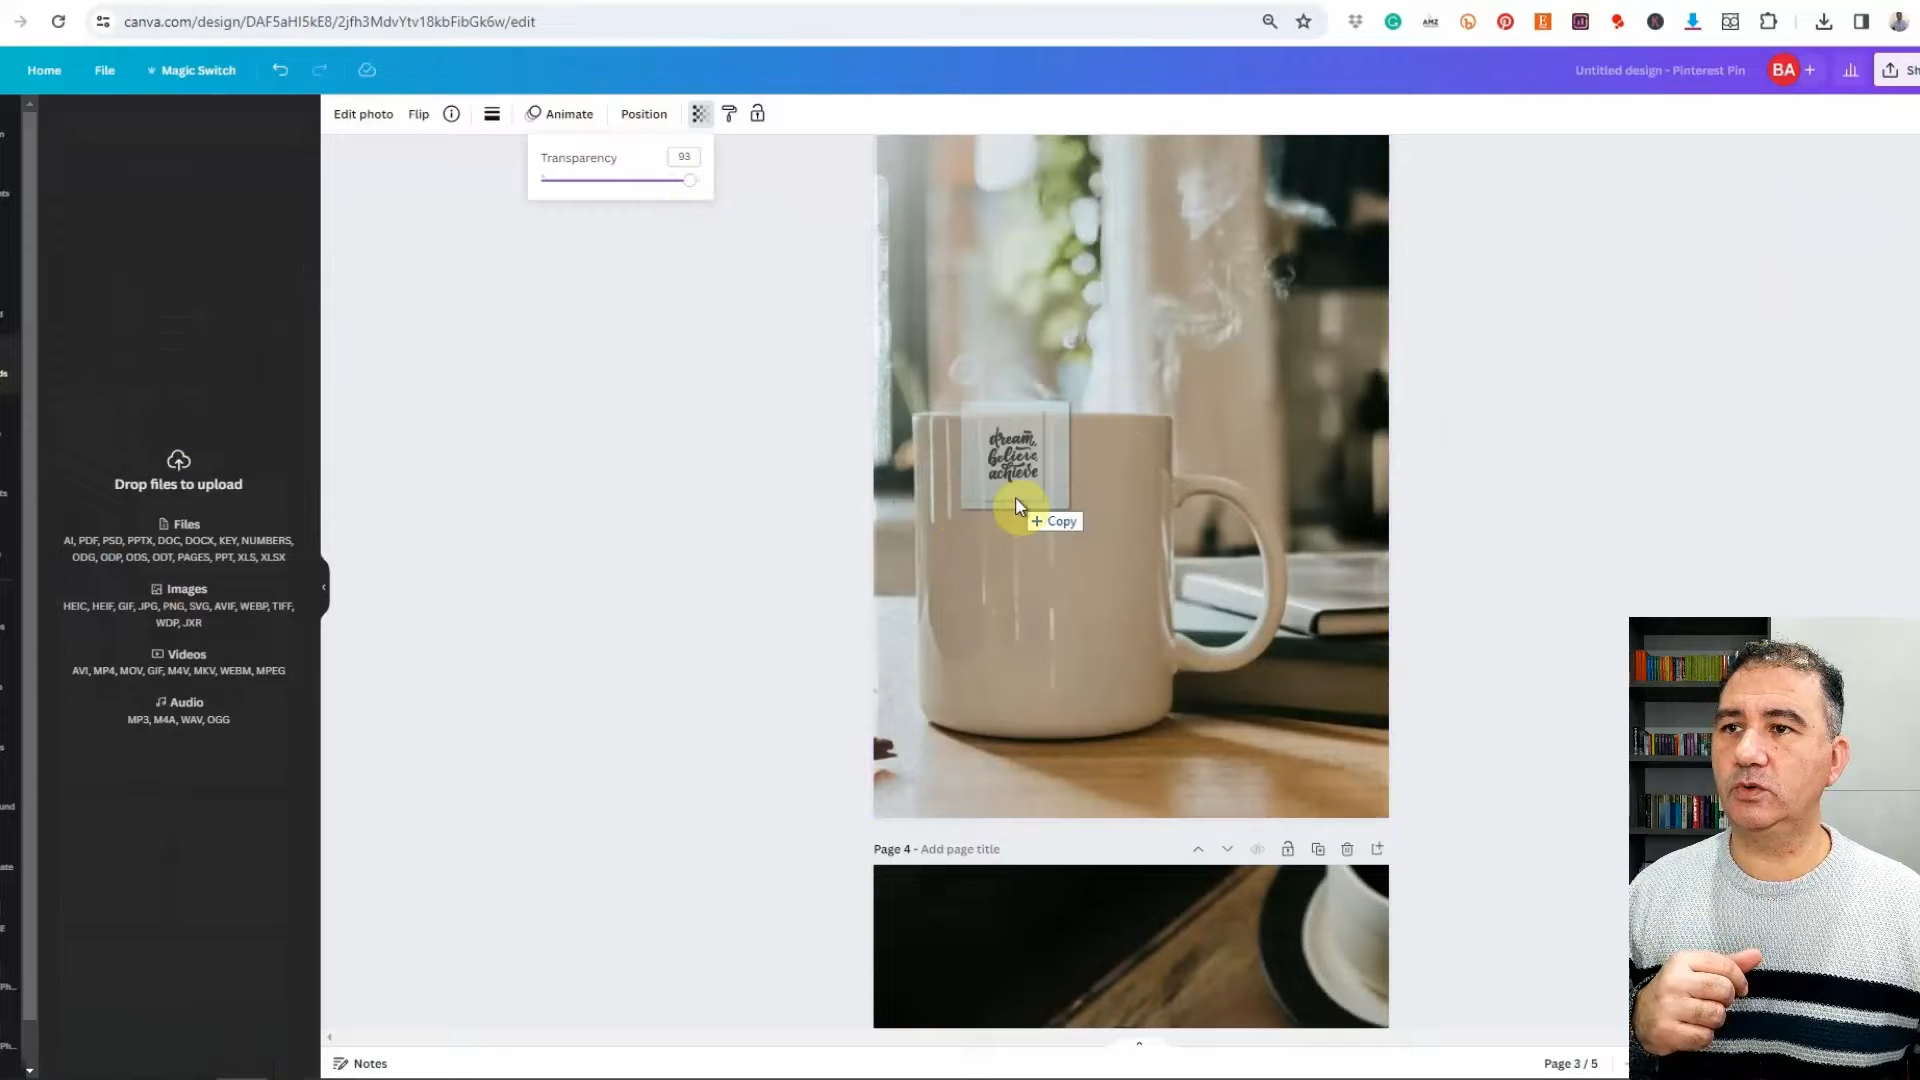 canva.com/design/DAF5aHI5kE8/2jfh3MdvYtv18kbFibGk6w/edit
Home File Magic Switch
Untitled design - Pinterest Pin BA + Sh
Edit photo Flip Animate Position
Transparency 93
dream,
believe,
achieve
+ Copy
Drop files to upload
Files
AI, PDF, PSD, PPTX, DOC, DOCX, KEY, NUMBERS,
ODG, ODP, ODS, ODT, PAGES, PPT, XLS, XLSX
Images
HEIC, HEIF, GIF, JPG, PNG, SVG, AVIF, WEBP, TIFF,
WDP, JXR
Videos
AVI, MP4, MOV, GIF, M4V, MKV, WEBM, MPEG
Audio
MP3, M4A, WAV, OGG
Page 4 - Add page title
Notes
Page 3 / 5